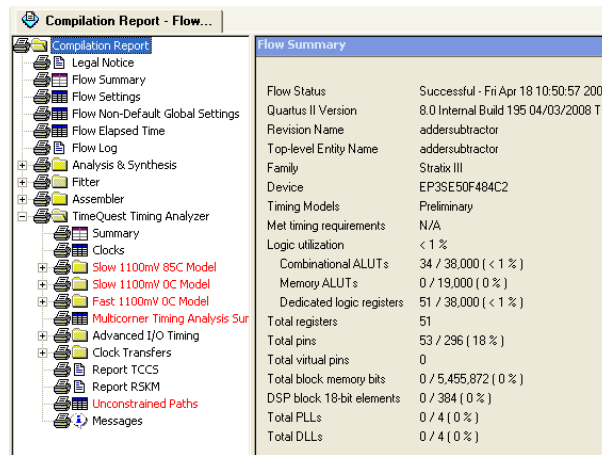 Compilation Report - Flow...
Compilation Report
Legal Notice
Flow Summary
Flow Settings
Flow Non-Default Global Settings
Flow Elapsed Time
Flow Log
Analysis & Synthesis
Fitter
Assembler
TimeQuest Timing Analyzer
Summary
Clocks
Slow 1100mV 85C Model
Slow 1100mV 0C Model
Fast 1100mV 0C Model
Multicorner Timing Analysis Sur
Advanced I/O Timing
Clock Transfers
Report TCCS
Report RSKM
Unconstrained Paths
Messages
Flow Summary
Flow Status Successful - Fri Apr 18 10:50:57 200
Quartus II Version 8.0 Internal Build 195 04/03/2008 T
Revision Name addersubtractor
Top-level Entity Name addersubtractor
Family Stratix III
Device EP3SE50F484C2
Timing Models Preliminary
Met timing requirements N/A
Logic utilization < 1 %
Combinational ALUTs 34 / 38,000 ( < 1 % )
Memory ALUTs 0 / 19,000 ( 0 % )
Dedicated logic registers 51 / 38,000 ( < 1 % )
Total registers 51
Total pins 53 / 296 ( 18 % )
Total virtual pins 0
Total block memory bits 0 / 5,455,872 ( 0 % )
DSP block 18-bit elements 0 / 384 ( 0 % )
Total PLLs 0 / 4 ( 0 % )
Total DLLs 0 / 4 ( 0 % )